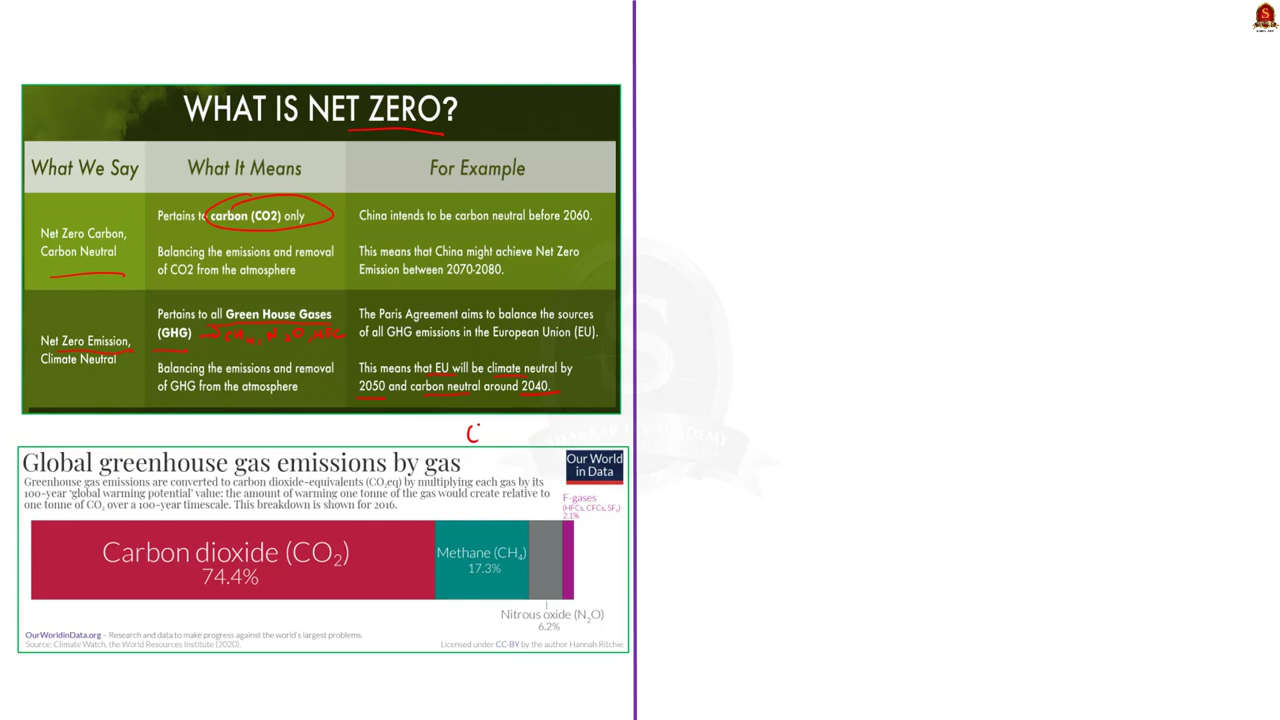 WHAT IS NET ZERO?
What We Say
What It Means
For Example
Net Zero Carbon,
Carbon Neutral
Pertains to carbon (CO2) only
Balancing the emissions and removal
of CO2 from the atmosphere
China intends to be carbon neutral before 2060.
This means that China might achieve Net Zero
Emission between 2070-2080.
Net Zero Emission,
Climate Neutral
Pertains to all Green House Gases
(GHG)
CH4, N2O, HFC
Balancing the emissions and removal
of GHG from the atmosphere
The Paris Agreement aims to balance the sources
of all GHG emissions in the European Union (EU).
This means that EU will be climate neutral by
2050 and carbon neutral around 2040.
Global greenhouse gas emissions by gas
Our World
in Data
Greenhouse gas emissions are converted to carbon dioxide-equivalents (CO₂eq) by multiplying each gas by its
100-year ‘global warming potential’ value: the amount of warming one tonne of the gas would create relative to
one tonne of CO₂ over a 100-year timescale. This breakdown is shown for 2016.
F-gases
(HFCs, CFCs, SF₆)
2.1%
Carbon dioxide (CO₂)
74.4%
Methane (CH₄)
17.3%
Nitrous oxide (N₂O)
6.2%
OurWorldinData.org – Research and data to make progress against the world's largest problems.
Source: Climate Watch, the World Resources Institute (2020).
Licensed under CC-BY by the author Hannah Ritchie.